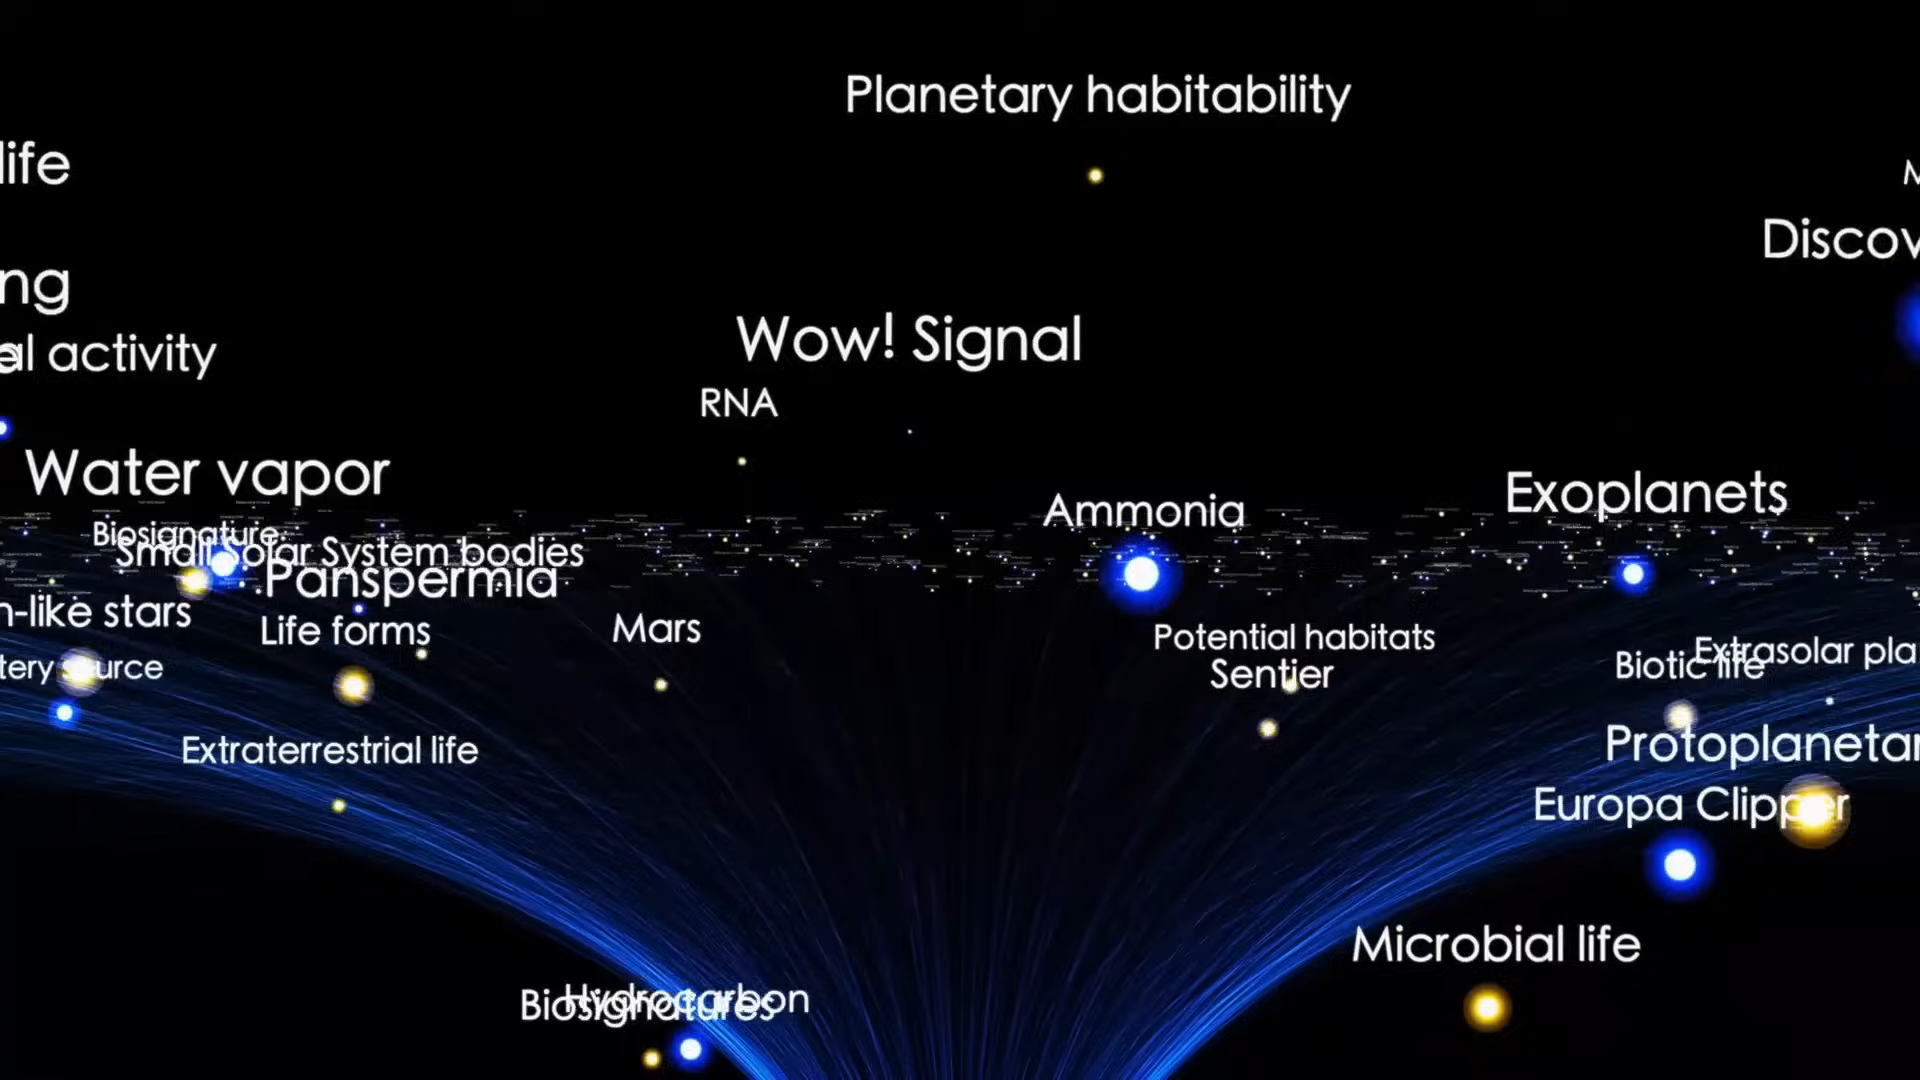 Planetary habitability
life
Discov
ng
al activity
Wow! Signal
RNA
Water vapor
Exoplanets
Ammonia
Biosignature
Small Solar System bodies
Panspermia
n-like stars
Life forms
Mars
Potential habitats
Sentier
Extrasolar pla
Biotic life
tery source
Extraterrestrial life
Protoplanetar
Europa Clipper
Microbial life
Hydrocarbon
Biosignatures